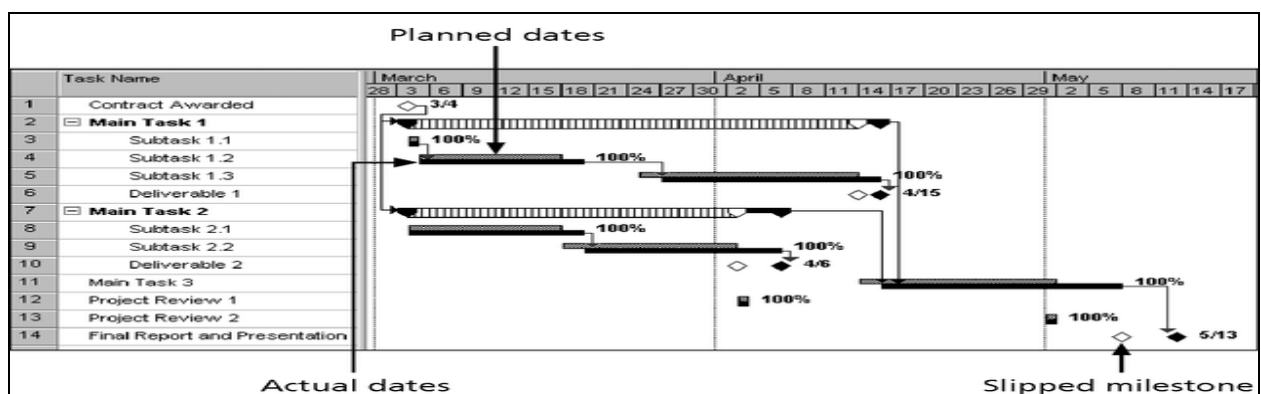 Planned dates
Task Name March April May
28 3 6 9 12 15 18 21 24 27 30 2 5 8 11 14 17 20 23 26 29 2 5 8 11 14 17
1 Contract Awarded 3/4
2 Main Task 1
3 Subtask 1.1 100%
4 Subtask 1.2 100%
5 Subtask 1.3 100%
6 Deliverable 1 4/15
7 Main Task 2
8 Subtask 2.1 100%
9 Subtask 2.2 100%
10 Deliverable 2 4/6
11 Main Task 3 100%
12 Project Review 1 100%
13 Project Review 2 100%
14 Final Report and Presentation 5/13
Actual dates Slipped milestone